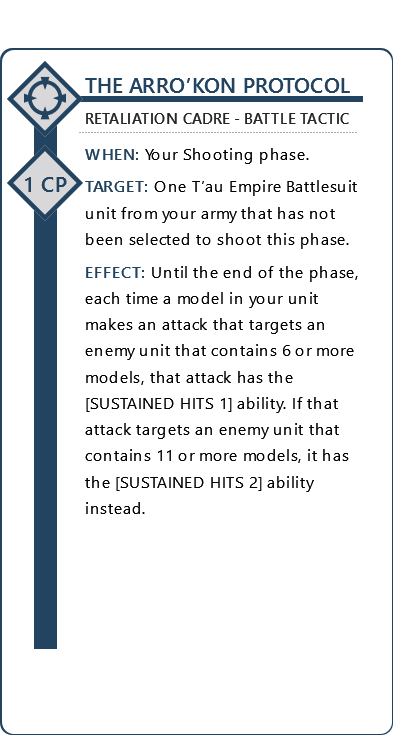 THE ARRO’KON PROTOCOL
RETALIATION CADRE - BATTLE TACTIC
1 CP
WHEN: Your Shooting phase.
TARGET: One T’au Empire Battlesuit
unit from your army that has not
been selected to shoot this phase.
EFFECT: Until the end of the phase,
each time a model in your unit
makes an attack that targets an
enemy unit that contains 6 or more
models, that attack has the
[SUSTAINED HITS 1] ability. If that
attack targets an enemy unit that
contains 11 or more models, it has
the [SUSTAINED HITS 2] ability
instead.